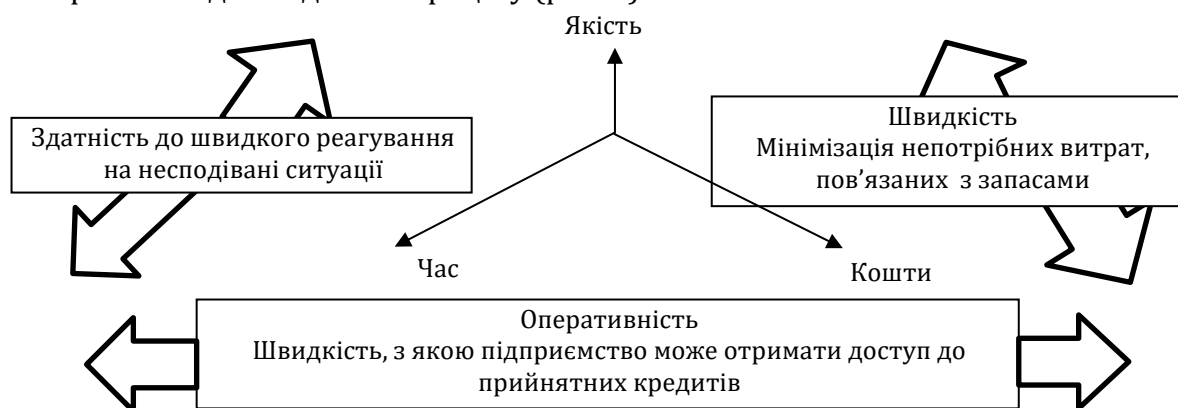 Якість
Здатність до швидкого реагування
на несподівані ситуації
Швидкість
Мінімізація непотрібних витрат,
пов’язаних з запасами
Час
Кошти
Оперативність
Швидкість, з якою підприємство може отримати доступ до
прийнятних кредитів